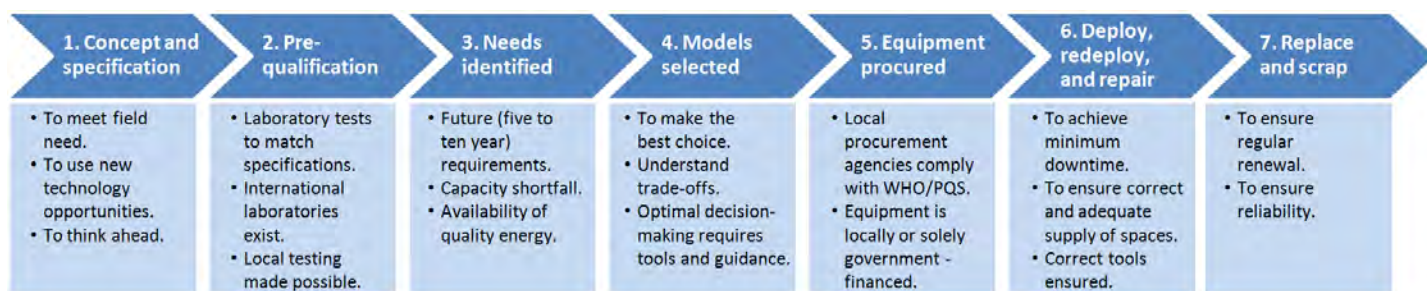 1. Concept and
specification
• To meet field
need.
• To use new
technology
opportunities.
• To think ahead.
2. Pre-
qualification
• Laboratory tests
to match
specifications.
• International
laboratories
exist.
• Local testing
made possible.
3. Needs
identified
• Future (five to
ten year)
requirements.
• Capacity shortfall.
• Availability of
quality energy.
4. Models
selected
• To make the
best choice.
• Understand
trade-offs.
• Optimal decision-
making requires
tools and guidance.
5. Equipment
procured
• Local
procurement
agencies comply
with WHO/PQS.
• Equipment is
locally or solely
government -
financed.
6. Deploy,
redeploy,
and repair
• To achieve
minimum
downtime.
• To ensure correct
and adequate
supply of spaces.
• Correct tools
ensured.
7. Replace
and scrap
• To ensure
regular
renewal.
• To ensure
reliability.